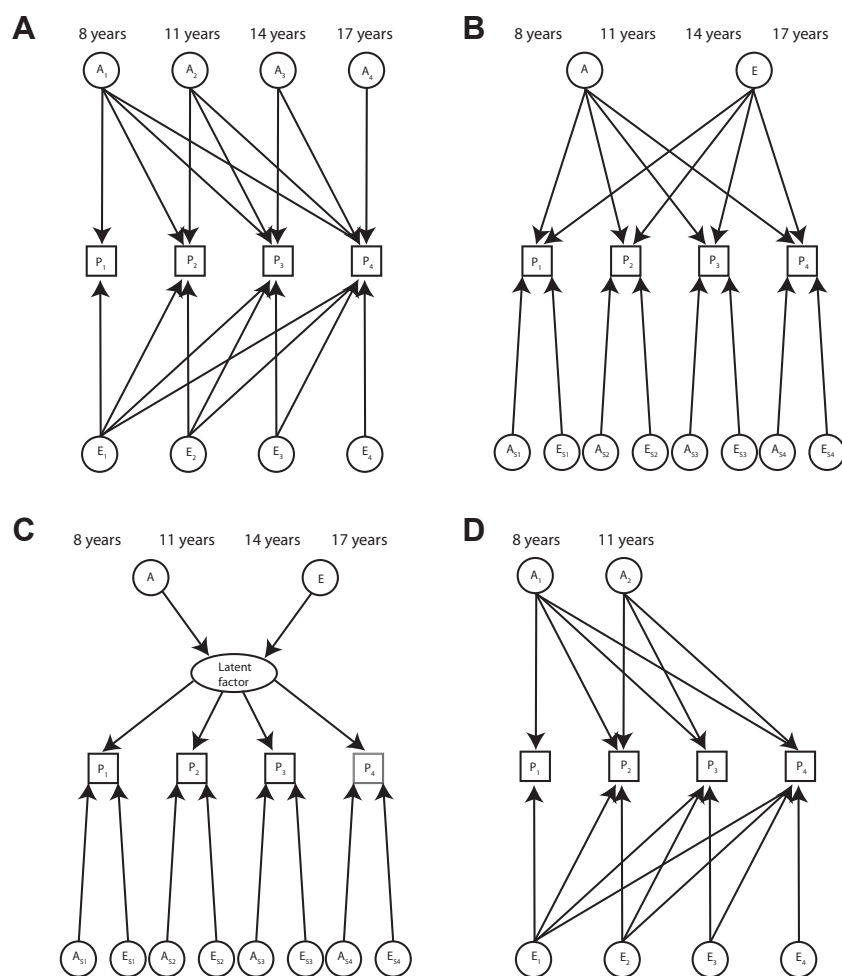 A
8 years 11 years 14 years 17 years
A1 A2 A3 A4
P1 P2 P3 P4
E1 E2 E3 E4
B
8 years 11 years 14 years 17 years
A E
P1 P2 P3 P4
AS1 ES1 AS2 ES2 AS3 ES3 AS4 ES4
C
8 years 11 years 14 years 17 years
A E
Latent
factor
P1 P2 P3 P4
AS1 ES1 AS2 ES2 AS3 ES3 AS4 ES4
D
8 years 11 years
A1 A2
P1 P2 P3 P4
E1 E2 E3 E4